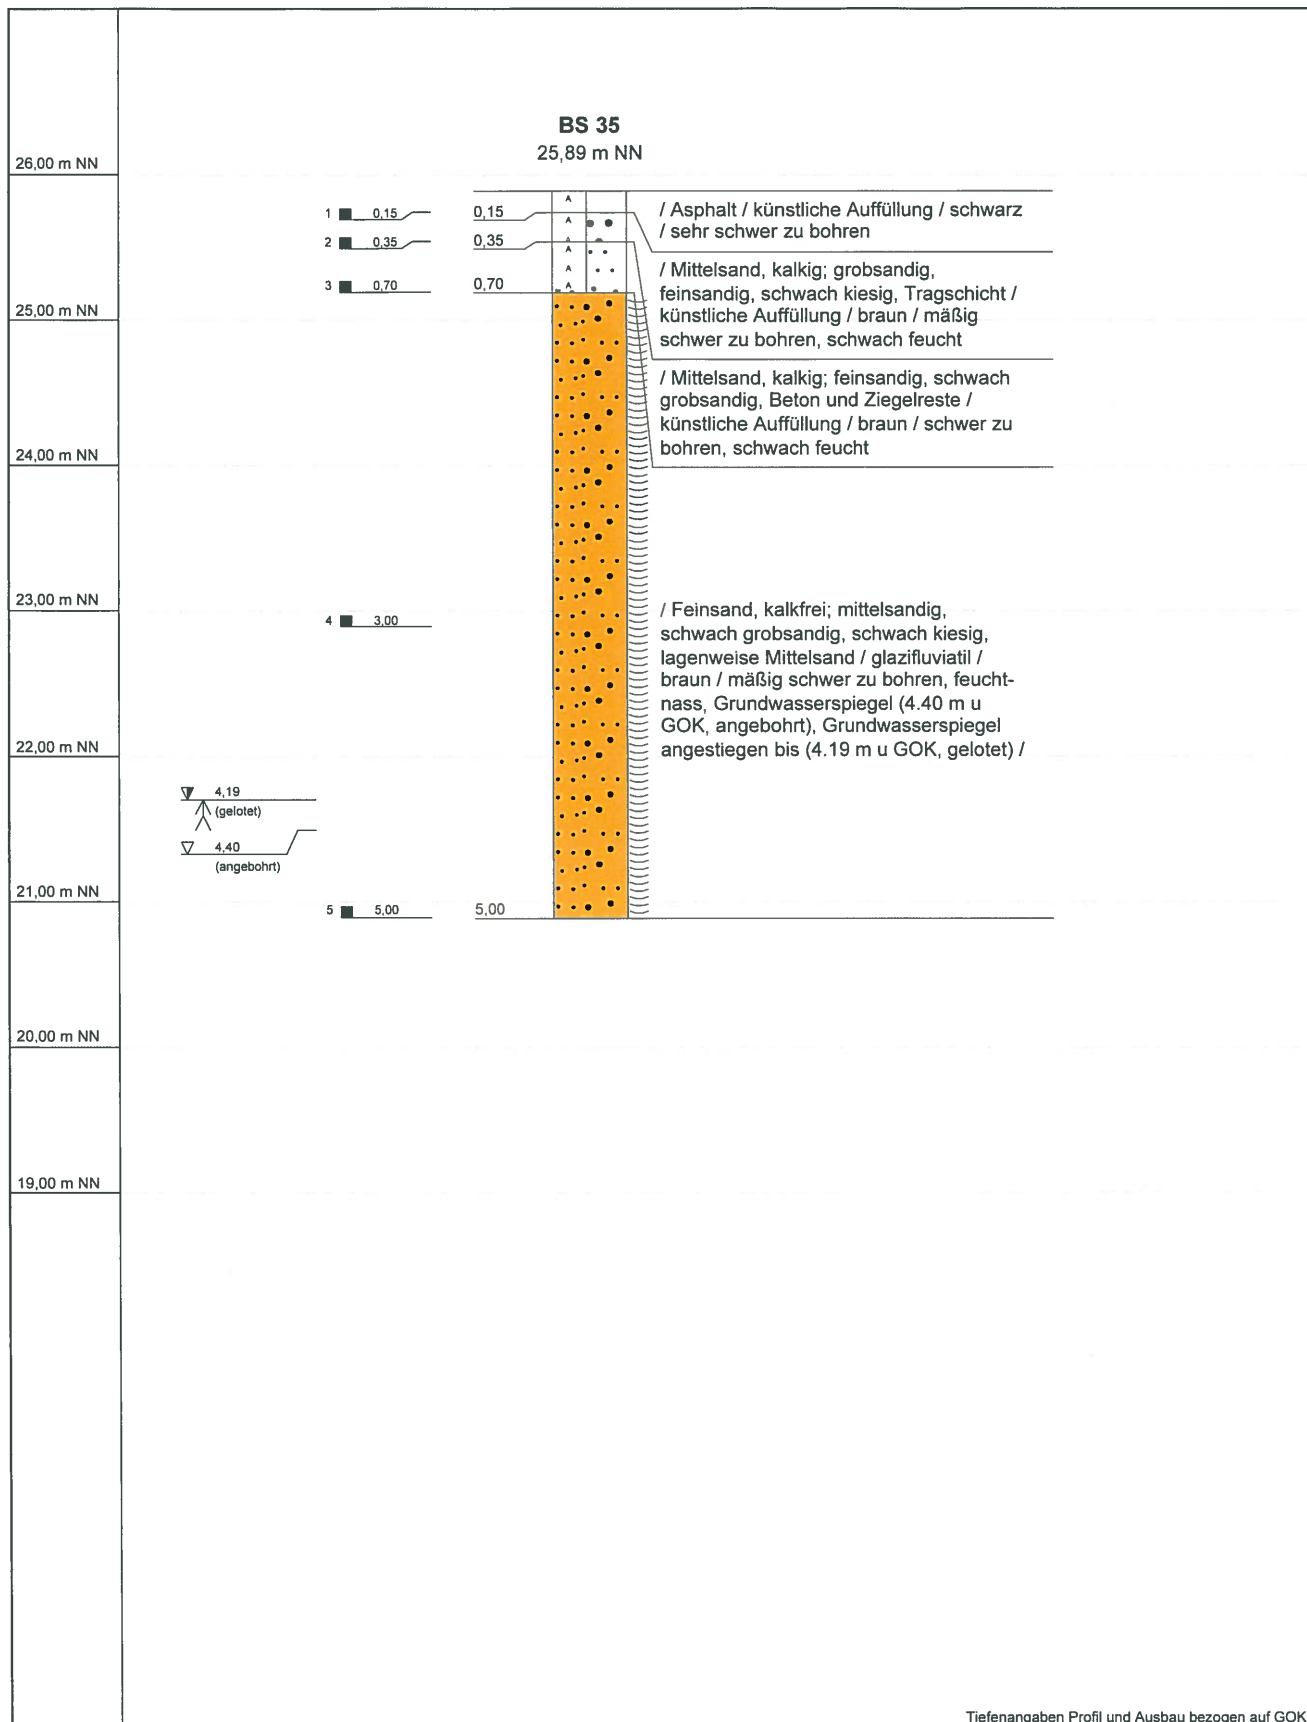 BS 35
25,89 m NN
26,00 m NN
A
1 0,15
0,15
A
/ Asphalt / künstliche Auffüllung / schwarz
/ sehr schwer zu bohren
2 0,35
0,35
A
A
/ Mittelsand, kalkig; grobsandig,
feinsandig, schwach kiesig, Tragschicht /
künstliche Auffüllung / braun / mäßig
schwer zu bohren, schwach feucht
A
3 0,70
0,70
A
25,00 m NN
/ Mittelsand, kalkig; feinsandig, schwach
grobsandig, Beton und Ziegelreste /
künstliche Auffüllung / braun / schwer zu
bohren, schwach feucht
24,00 m NN
23,00 m NN
4 3,00
/ Feinsand, kalkfrei; mittelsandig,
schwach grobsandig, schwach kiesig,
lagenweise Mittelsand / glazifluviatil /
braun / mäßig schwer zu bohren, feucht-
nass, Grundwasserspiegel (4.40 m u
GOK, angebohrt), Grundwasserspiegel
angestiegen bis (4.19 m u GOK, gelotet) /
22,00 m NN
4,19
(gelotet)
4,40
(angebohrt)
21,00 m NN
5 5,00
5,00
20,00 m NN
19,00 m NN
Tiefenangaben Profil und Ausbau bezogen auf GOK